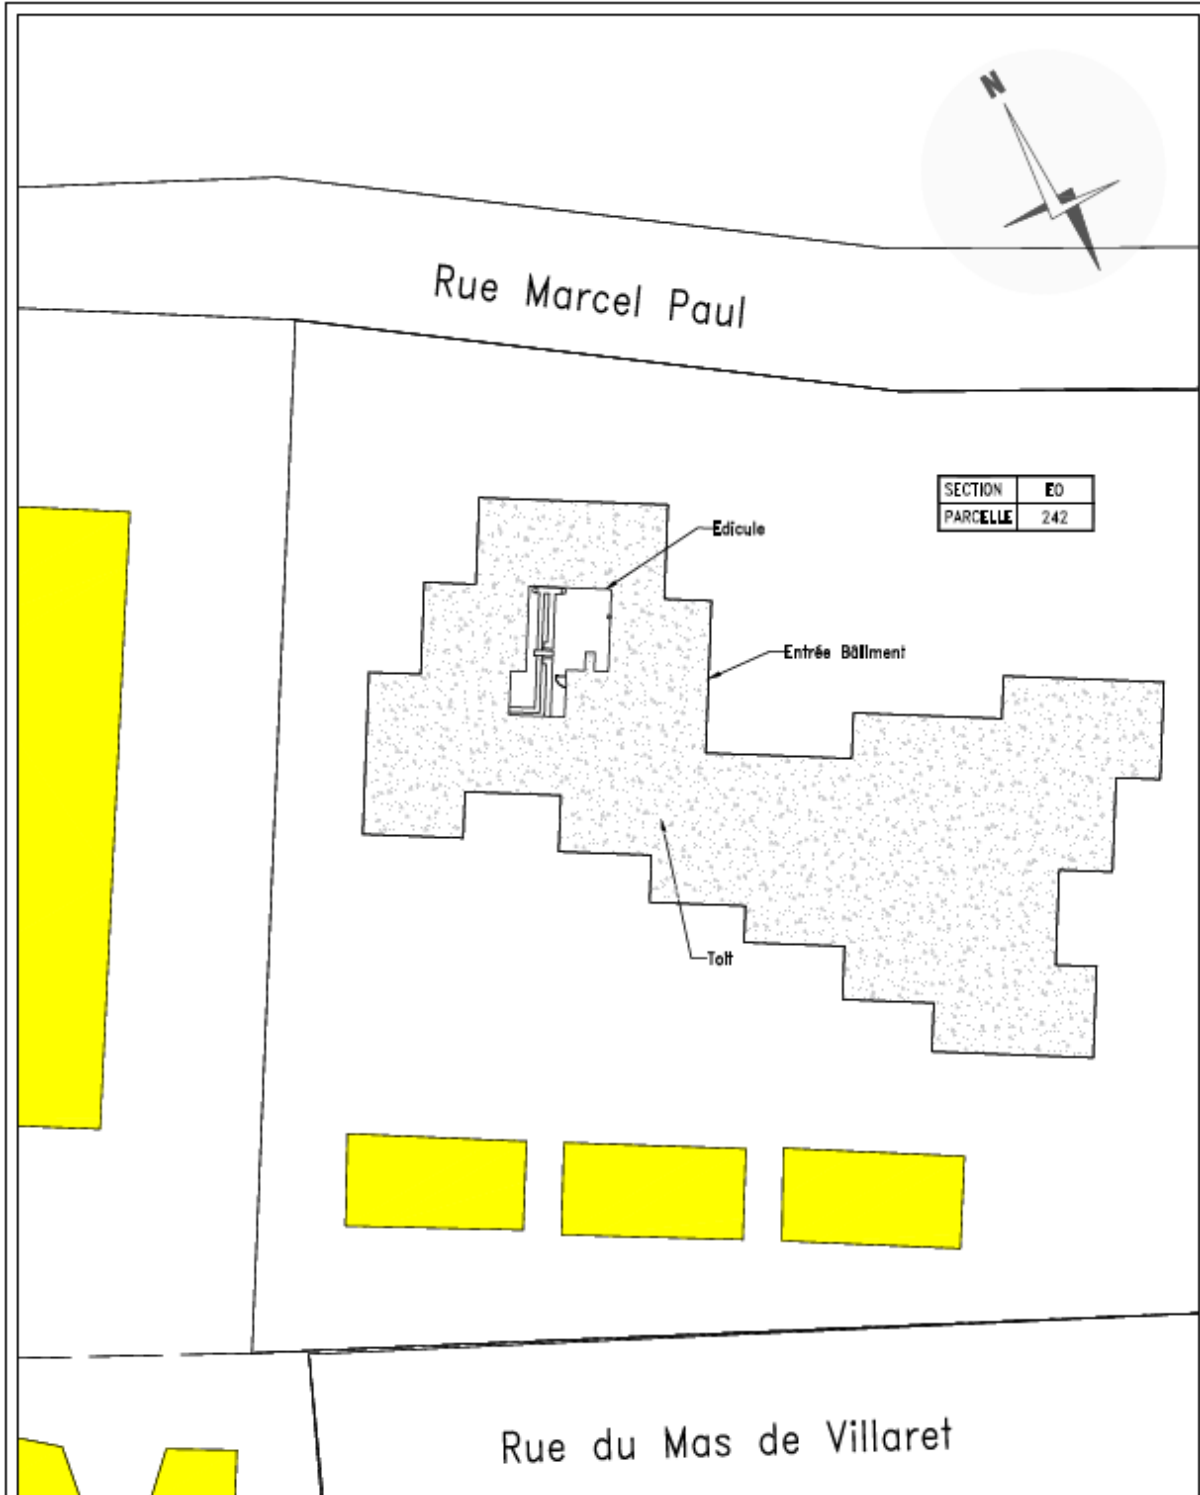 N
Rue Marcel Paul
SECTION EO
PARCELLE 242
Edicule
Entrée Bâtiment
Toit
Rue du Mas de Villaret